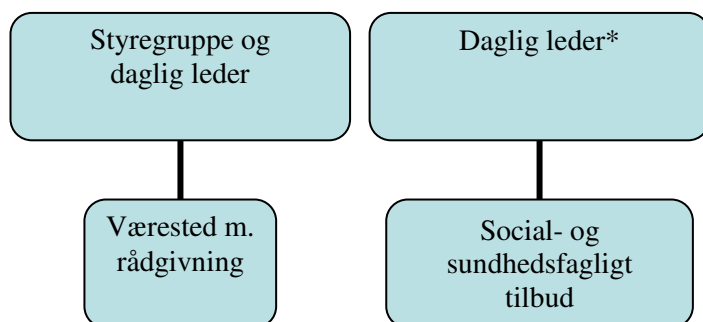 Styregruppe og
daglig leder
Daglig leder*
Værested m.
rådgivning
Social- og
sundhedsfagligt
tilbud